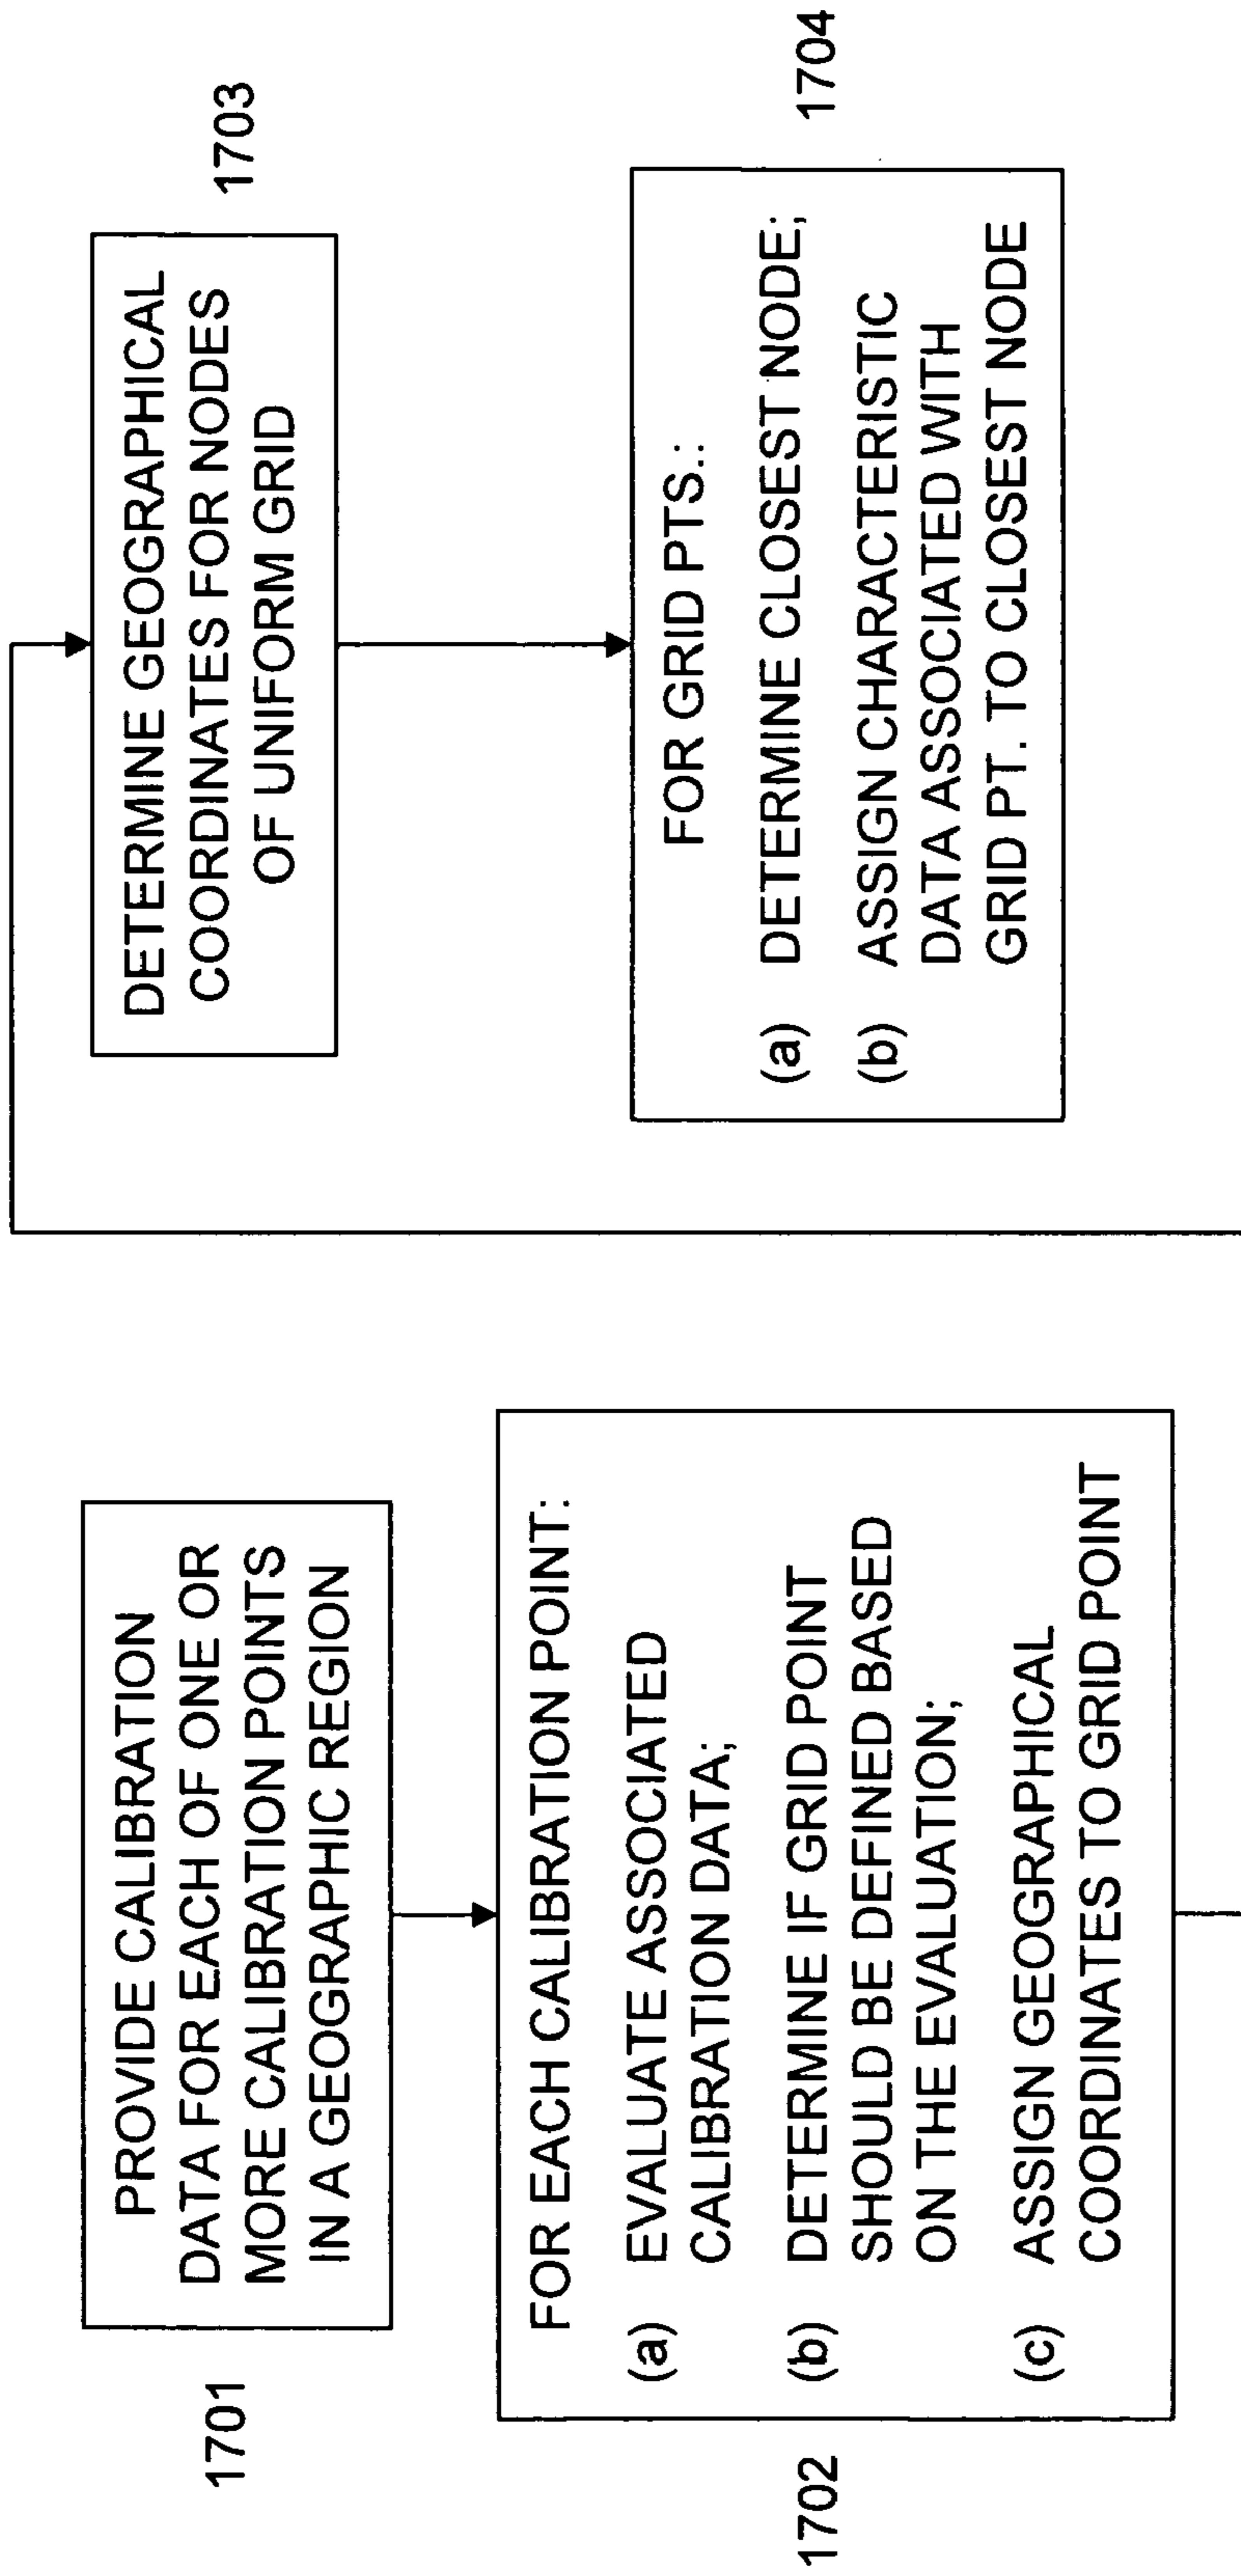 1701
PROVIDE CALIBRATION
DATA FOR EACH OF ONE OR
MORE CALIBRATION POINTS
IN A GEOGRAPHIC REGION
1702
FOR EACH CALIBRATION POINT:
(a) EVALUATE ASSOCIATED
CALIBRATION DATA;
(b) DETERMINE IF GRID POINT
SHOULD BE DEFINED BASED
ON THE EVALUATION;
(c) ASSIGN GEOGRAPHICAL
COORDINATES TO GRID POINT
1703
DETERMINE GEOGRAPHICAL
COORDINATES FOR NODES
OF UNIFORM GRID
1704
FOR GRID PTS.:
(a) DETERMINE CLOSEST NODE;
(b) ASSIGN CHARACTERISTIC
DATA ASSOCIATED WITH
GRID PT. TO CLOSEST NODE